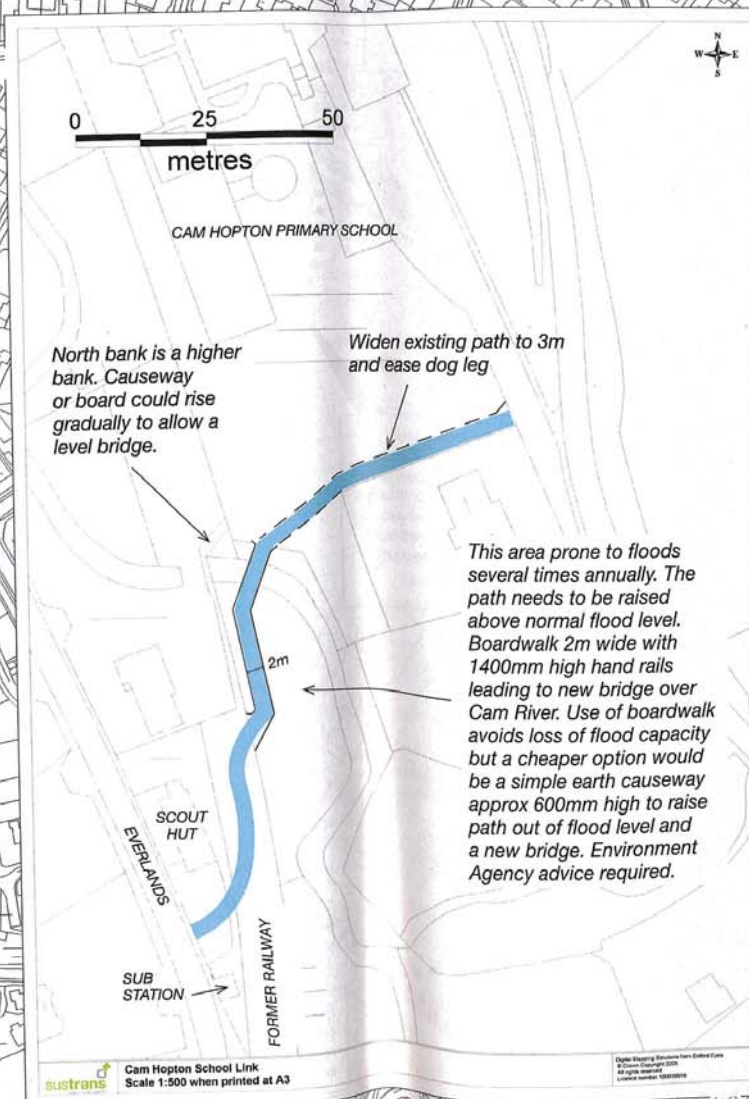 N
W E
S
0 25 50
metres
CAM HOPTON PRIMARY SCHOOL
North bank is a higher
bank. Causeway
or board could rise
gradually to allow a
level bridge.
Widen existing path to 3m
and ease dog leg
This area prone to floods
several times annually. The
path needs to be raised
above normal flood level.
Boardwalk 2m wide with
1400mm high hand rails
leading to new bridge over
Cam River. Use of boardwalk
avoids loss of flood capacity
but a cheaper option would
be a simple earth causeway
approx 600mm high to raise
path out of flood level and
a new bridge. Environment
Agency advice required.
2m
SCOUT
HUT
EVERLANDS
SUB
STATION
FORMER RAILWAY
sustrans
Cam Hopton School Link
Scale 1:500 when printed at A3
All rights reserved